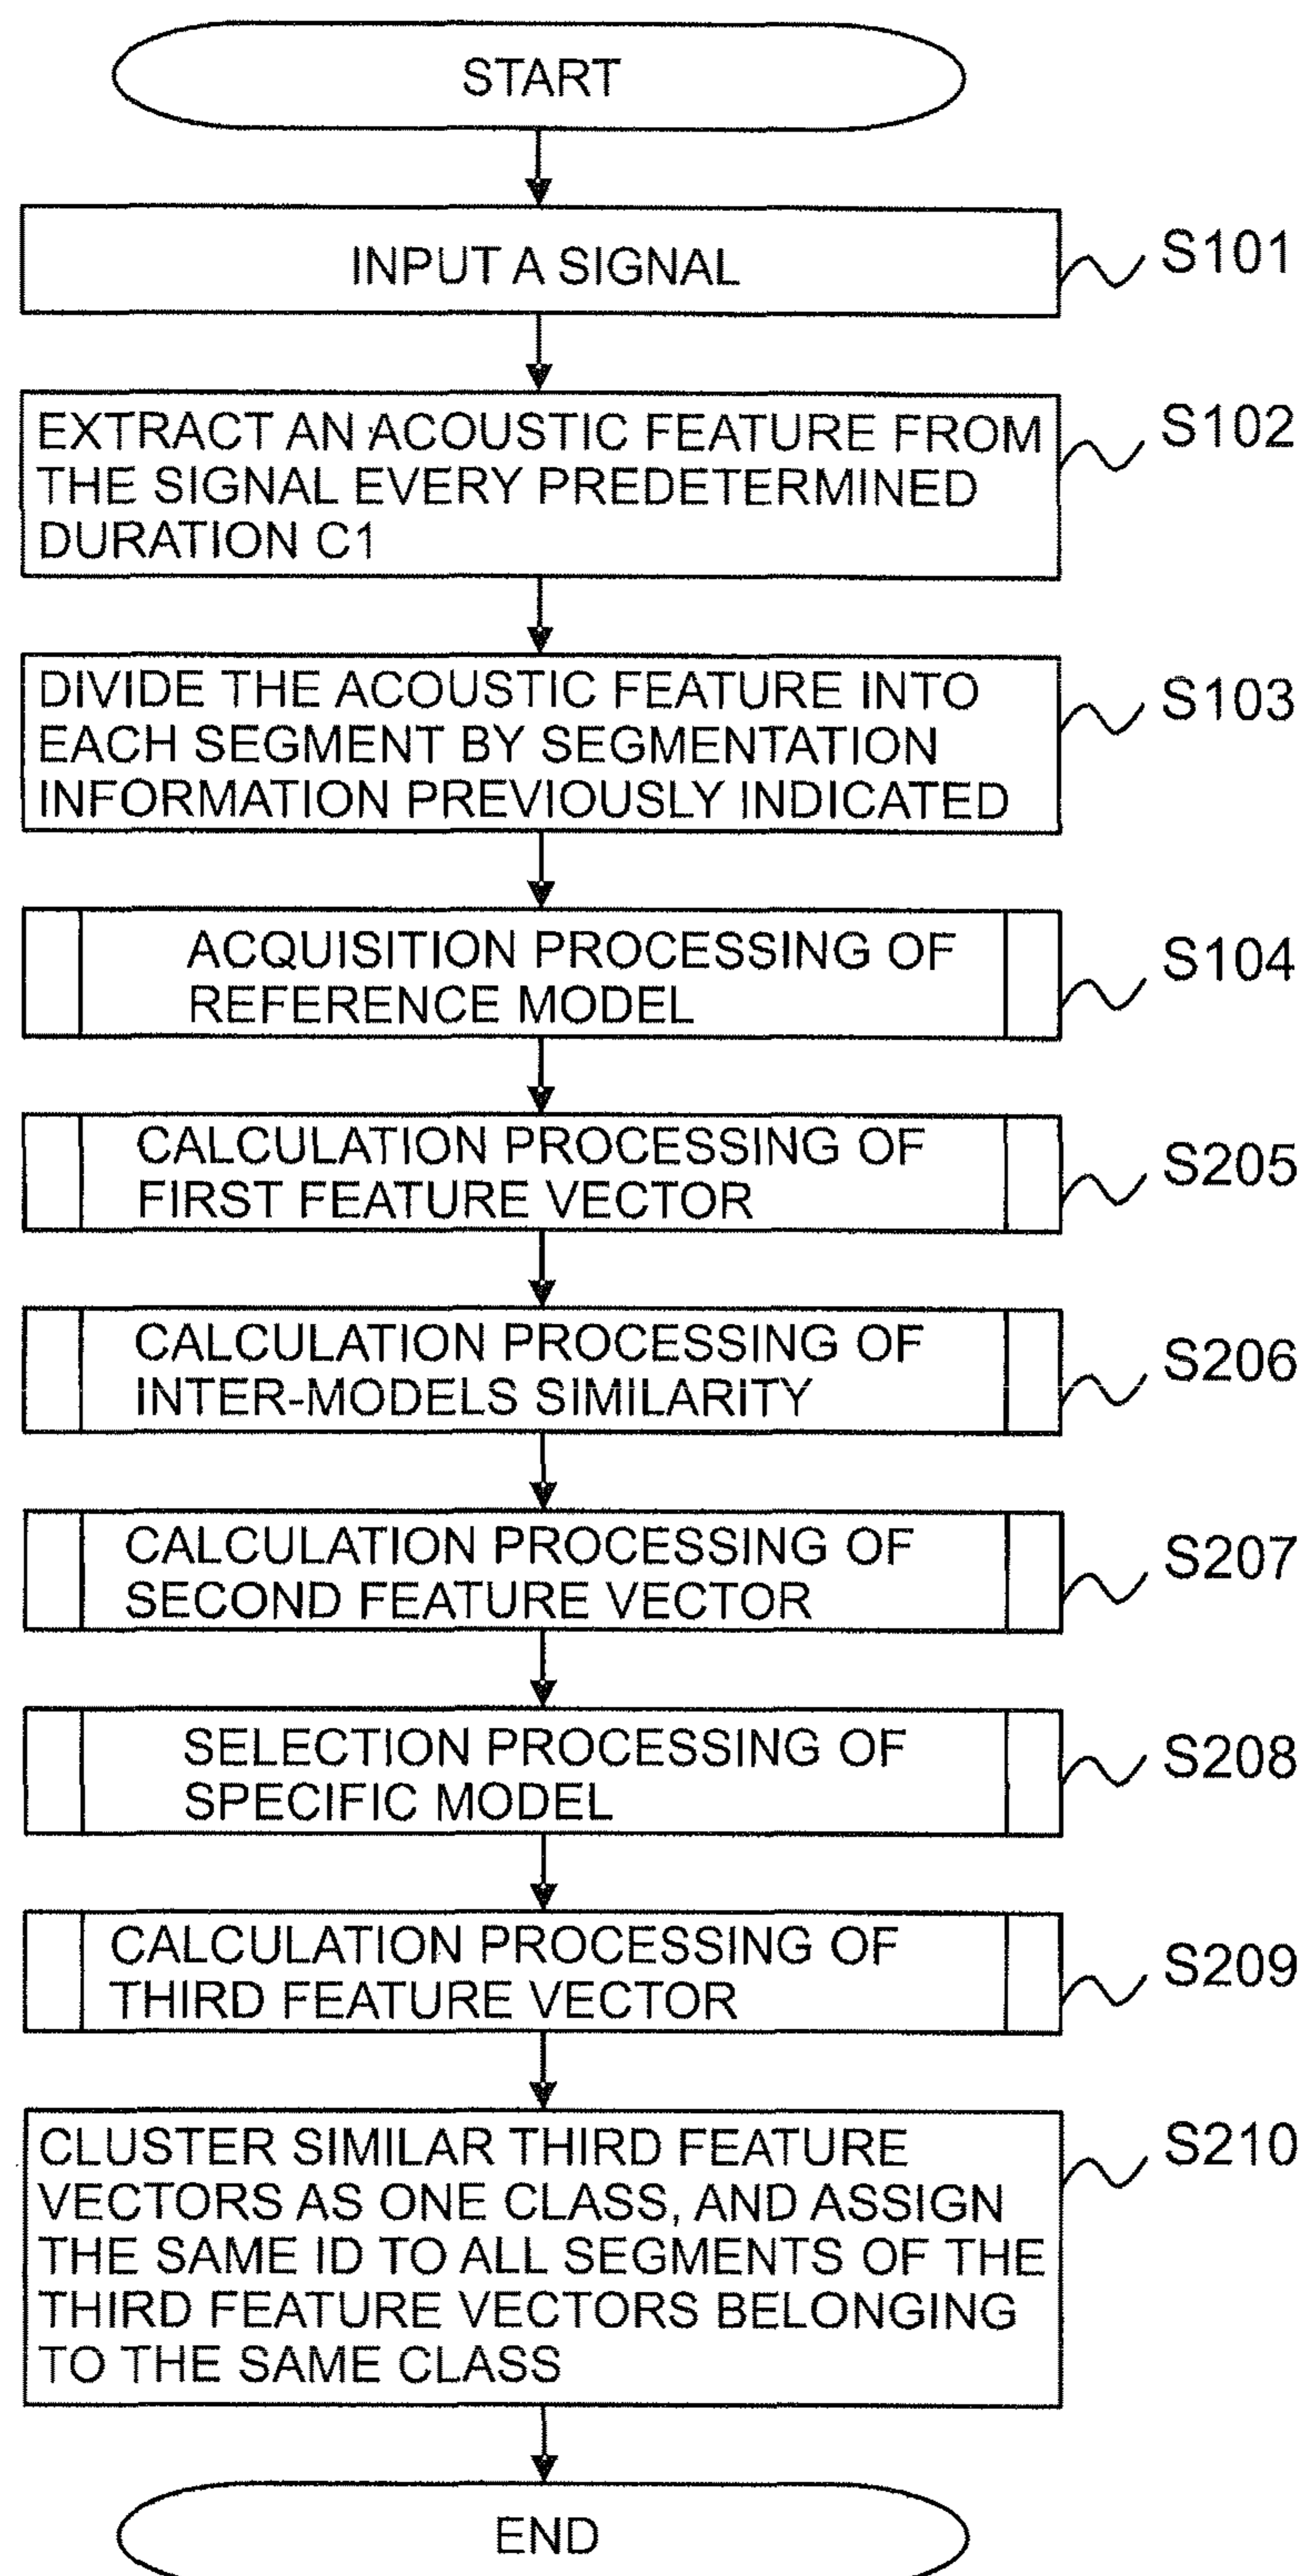 START
INPUT A SIGNAL
S101
EXTRACT AN ACOUSTIC FEATURE FROM
THE SIGNAL EVERY PREDETERMINED
DURATION C1
S102
DIVIDE THE ACOUSTIC FEATURE INTO
EACH SEGMENT BY SEGMENTATION
INFORMATION PREVIOUSLY INDICATED
S103
ACQUISITION PROCESSING OF
REFERENCE MODEL
S104
CALCULATION PROCESSING OF
FIRST FEATURE VECTOR
S205
CALCULATION PROCESSING OF
INTER-MODELS SIMILARITY
S206
CALCULATION PROCESSING OF
SECOND FEATURE VECTOR
S207
SELECTION PROCESSING OF
SPECIFIC MODEL
S208
CALCULATION PROCESSING OF
THIRD FEATURE VECTOR
S209
CLUSTER SIMILAR THIRD FEATURE
VECTORS AS ONE CLASS, AND ASSIGN
THE SAME ID TO ALL SEGMENTS OF THE
THIRD FEATURE VECTORS BELONGING
TO THE SAME CLASS
S210
END